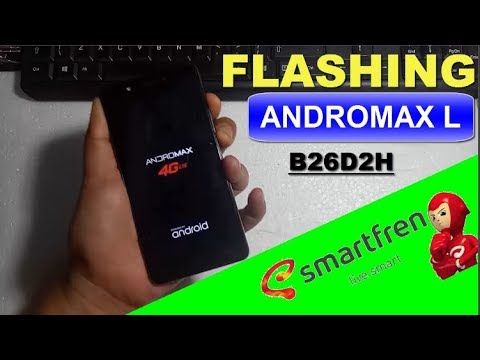 FLASHING
ANDROMAX L
B26D2H
ANDROMAX
4G LTE
android
smartfren
live smart